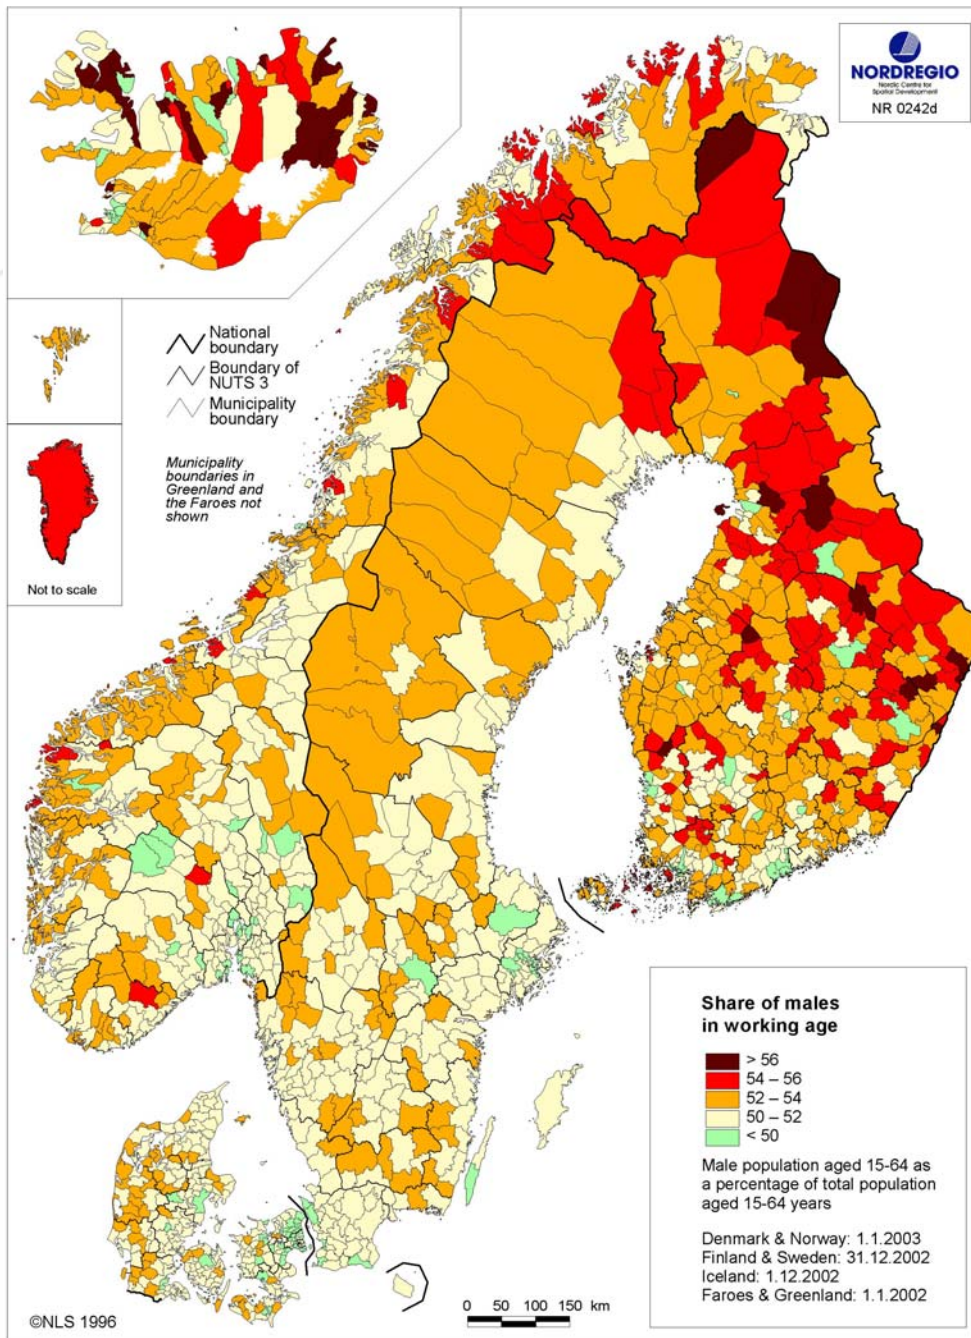 NORDREGIO
Nordic Centre for
Spatial Development
NR 0242d
National
boundary
Boundary of
NUTS 3
Municipality
boundary
Municipality
boundaries in
Greenland and
the Faroes not
shown
Not to scale
Share of males
in working age
> 56
54 – 56
52 – 54
50 – 52
< 50
Male population aged 15-64 as
a percentage of total population
aged 15-64 years
Denmark & Norway: 1.1.2003
Finland & Sweden: 31.12.2002
Iceland: 1.12.2002
Faroes & Greenland: 1.1.2002
©NLS 1996
0 50 100 150 km